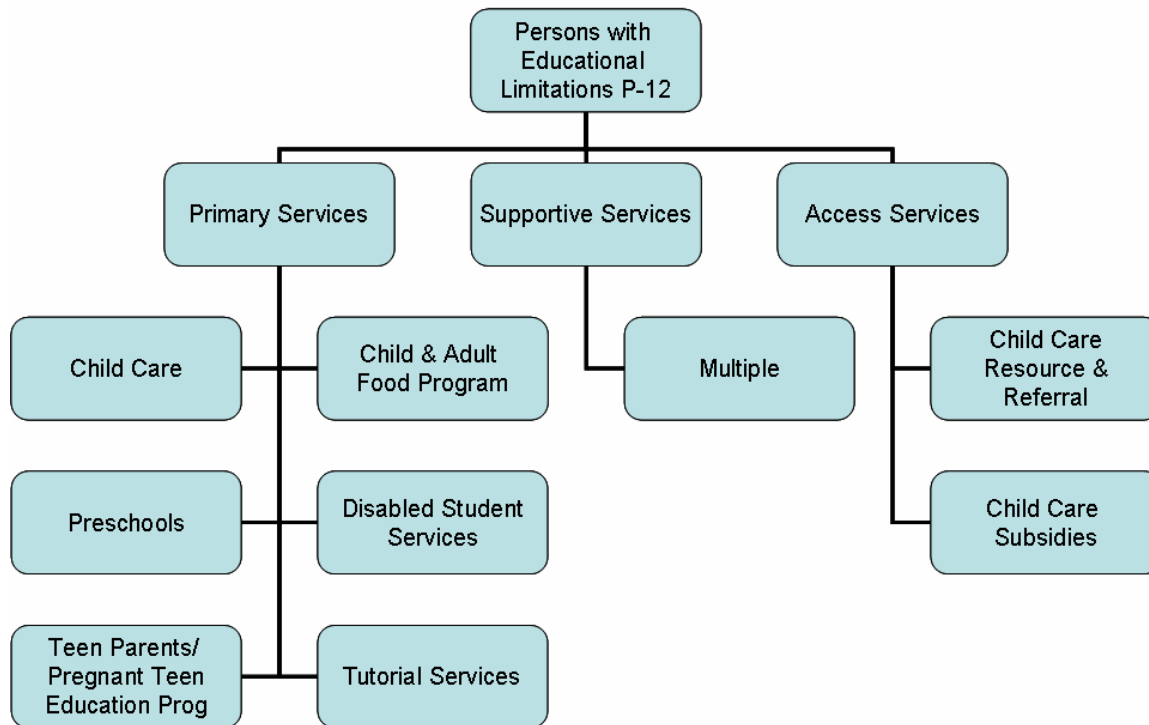 Persons with
Educational
Limitations P-12
Primary Services
Supportive Services
Access Services
Child Care
Child & Adult
Food Program
Multiple
Child Care
Resource &
Referral
Preschools
Disabled Student
Services
Child Care
Subsidies
Teen Parents/
Pregnant Teen
Education Prog
Tutorial Services